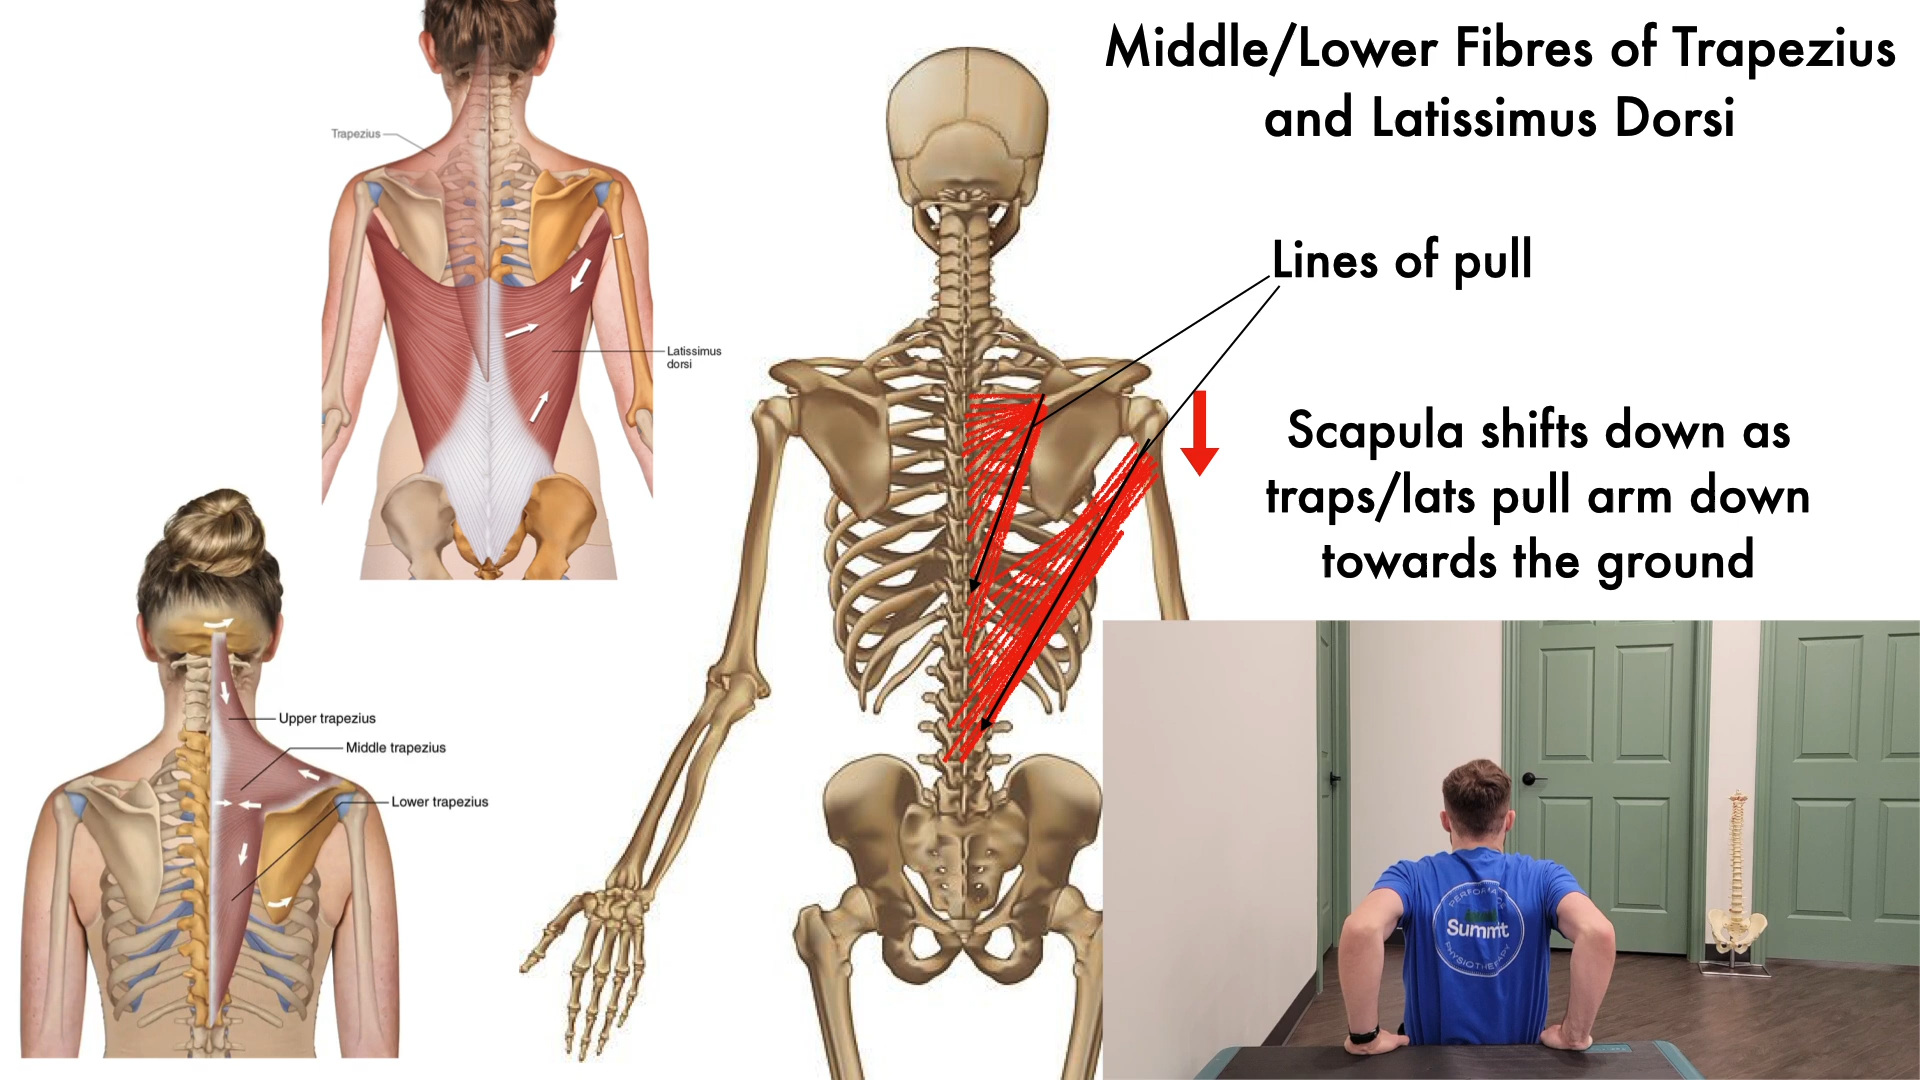 Middle/Lower Fibres of Trapezius
and Latissimus Dorsi
Trapezius
Lines of pull
Latissimus
dorsi
Scapula shifts down as
traps/lats pull arm down
towards the ground
Upper trapezius
Middle trapezius
Lower trapezius
Summit
PHYSIOTHERAPY